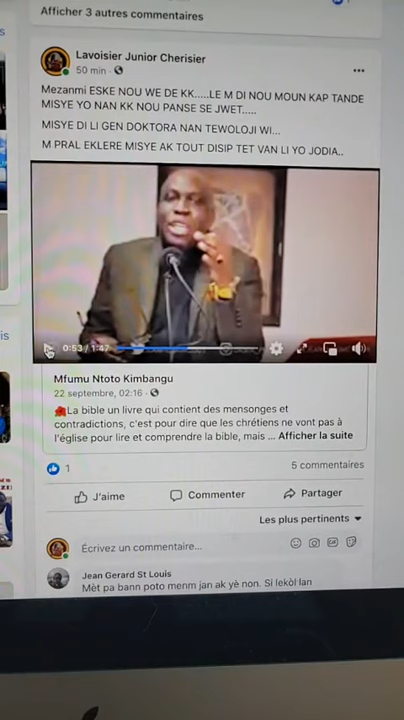 Afficher 3 autres commentaires
Lavoisier Junior Cherisier
50 min
Mezanmi ESKE NOU WE DE KK.....LE M DI NOU MOUN KAP TANDE
MISYE YO NAN KK NOU PANSE SE JWET.....
MISYE DI LI GEN DOKTORA NAN TEWOLOJI WI...
M PRAL EKLERE MISYE AK TOUT DISIP TET VAN LI YO JODIA..
0:53 / 1:47
Mfumu Ntoto Kimbangu
22 septembre, 02:16
La bible un livre qui contient des mensonges et
contradictions, c'est pour dire que les chrétiens ne vont pas à
l'église pour lire et comprendre la bible, mais ... Afficher la suite
1
5 commentaires
J'aime
Commenter
Partager
Les plus pertinents
Écrivez un commentaire...
GIF
Jean Gerard St Louis
Mèt pa bann poto menm jan ak yè non. Si lekòl lan